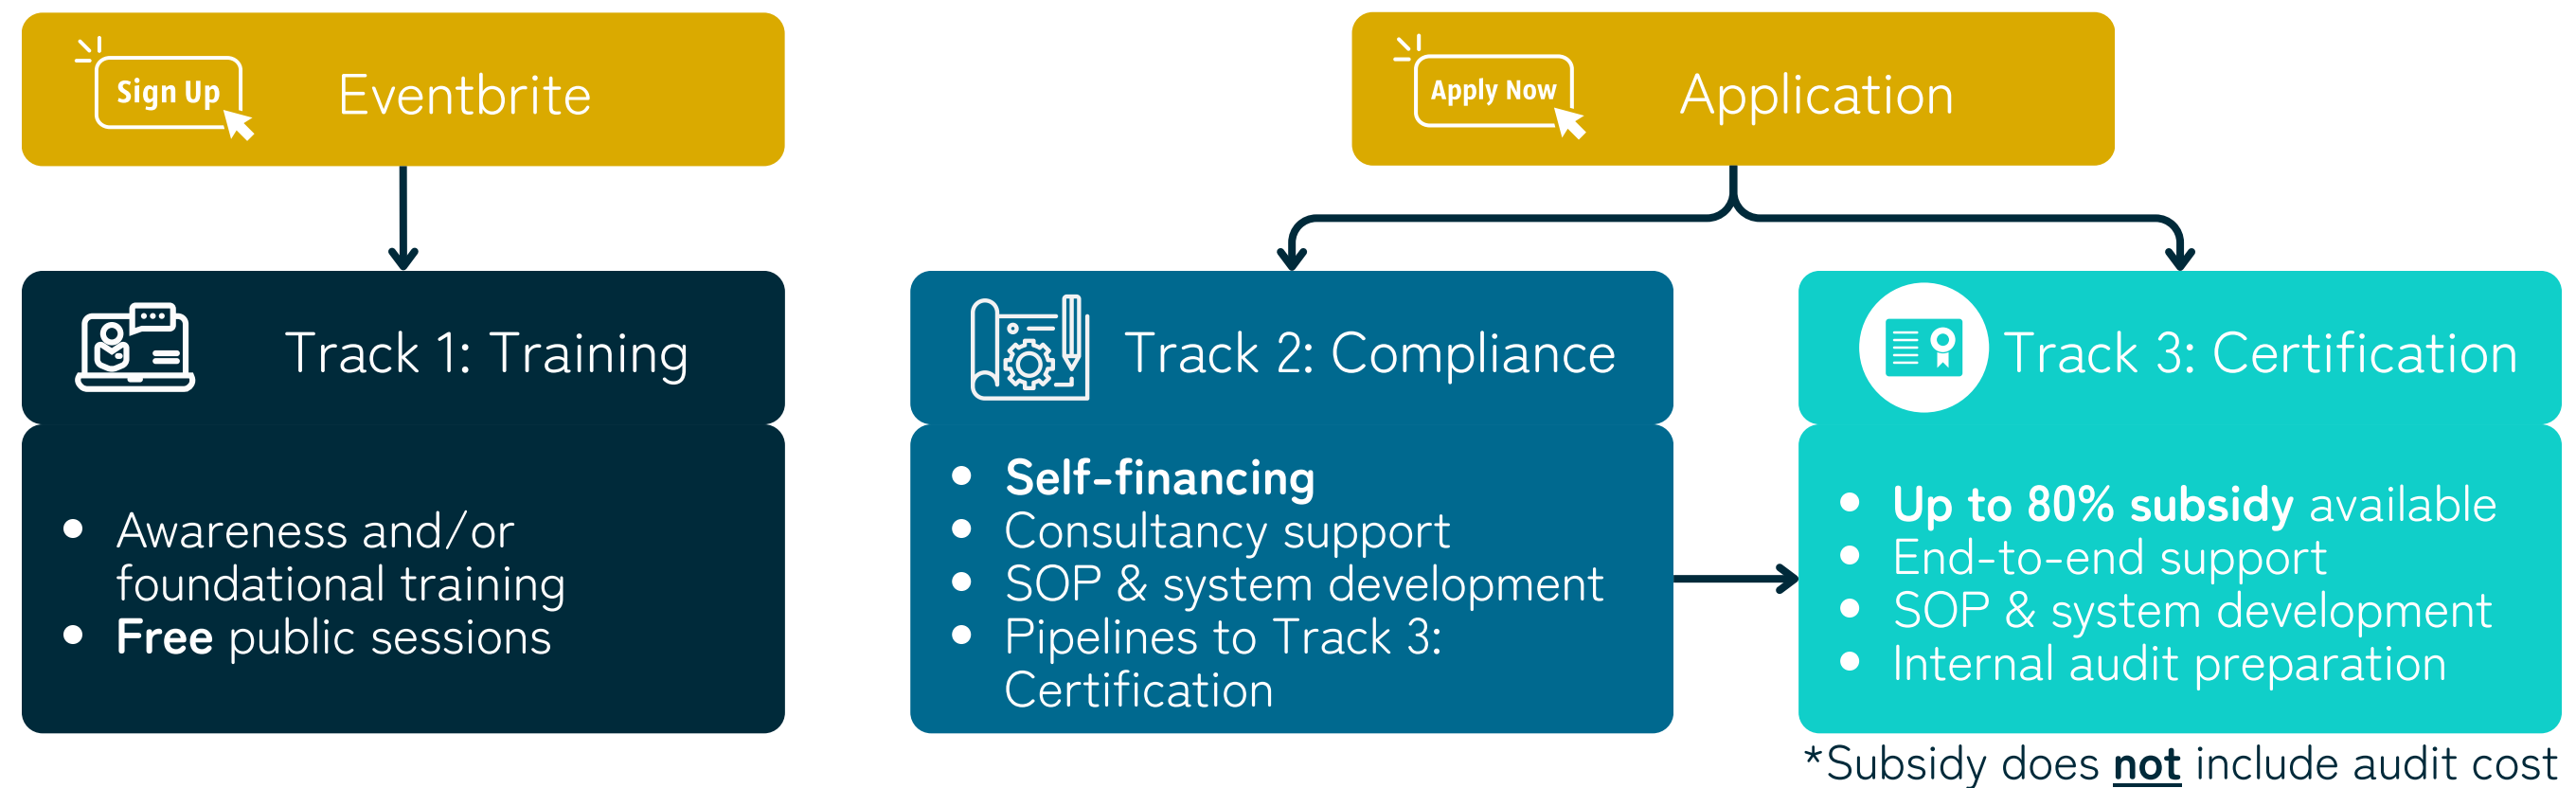 Sign Up
Eventbrite
Apply Now
Application
Track 1: Training
• Awareness and/or
foundational training
• Free public sessions
Track 2: Compliance
• Self-financing
• Consultancy support
• SOP & system development
• Pipelines to Track 3:
Certification
Track 3: Certification
• Up to 80% subsidy available
• End-to-end support
• SOP & system development
• Internal audit preparation
*Subsidy does not include audit cost